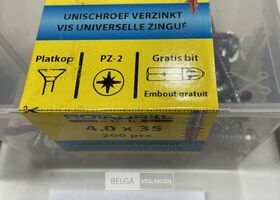 UNISCHROEF VERZINKT
VIS UNIVERSELLE ZINGUÉ
Platkop PZ-2 Gratis bit
Embout gratuit
4.0 x 35
200 pcs
BELGA VEILINGEN